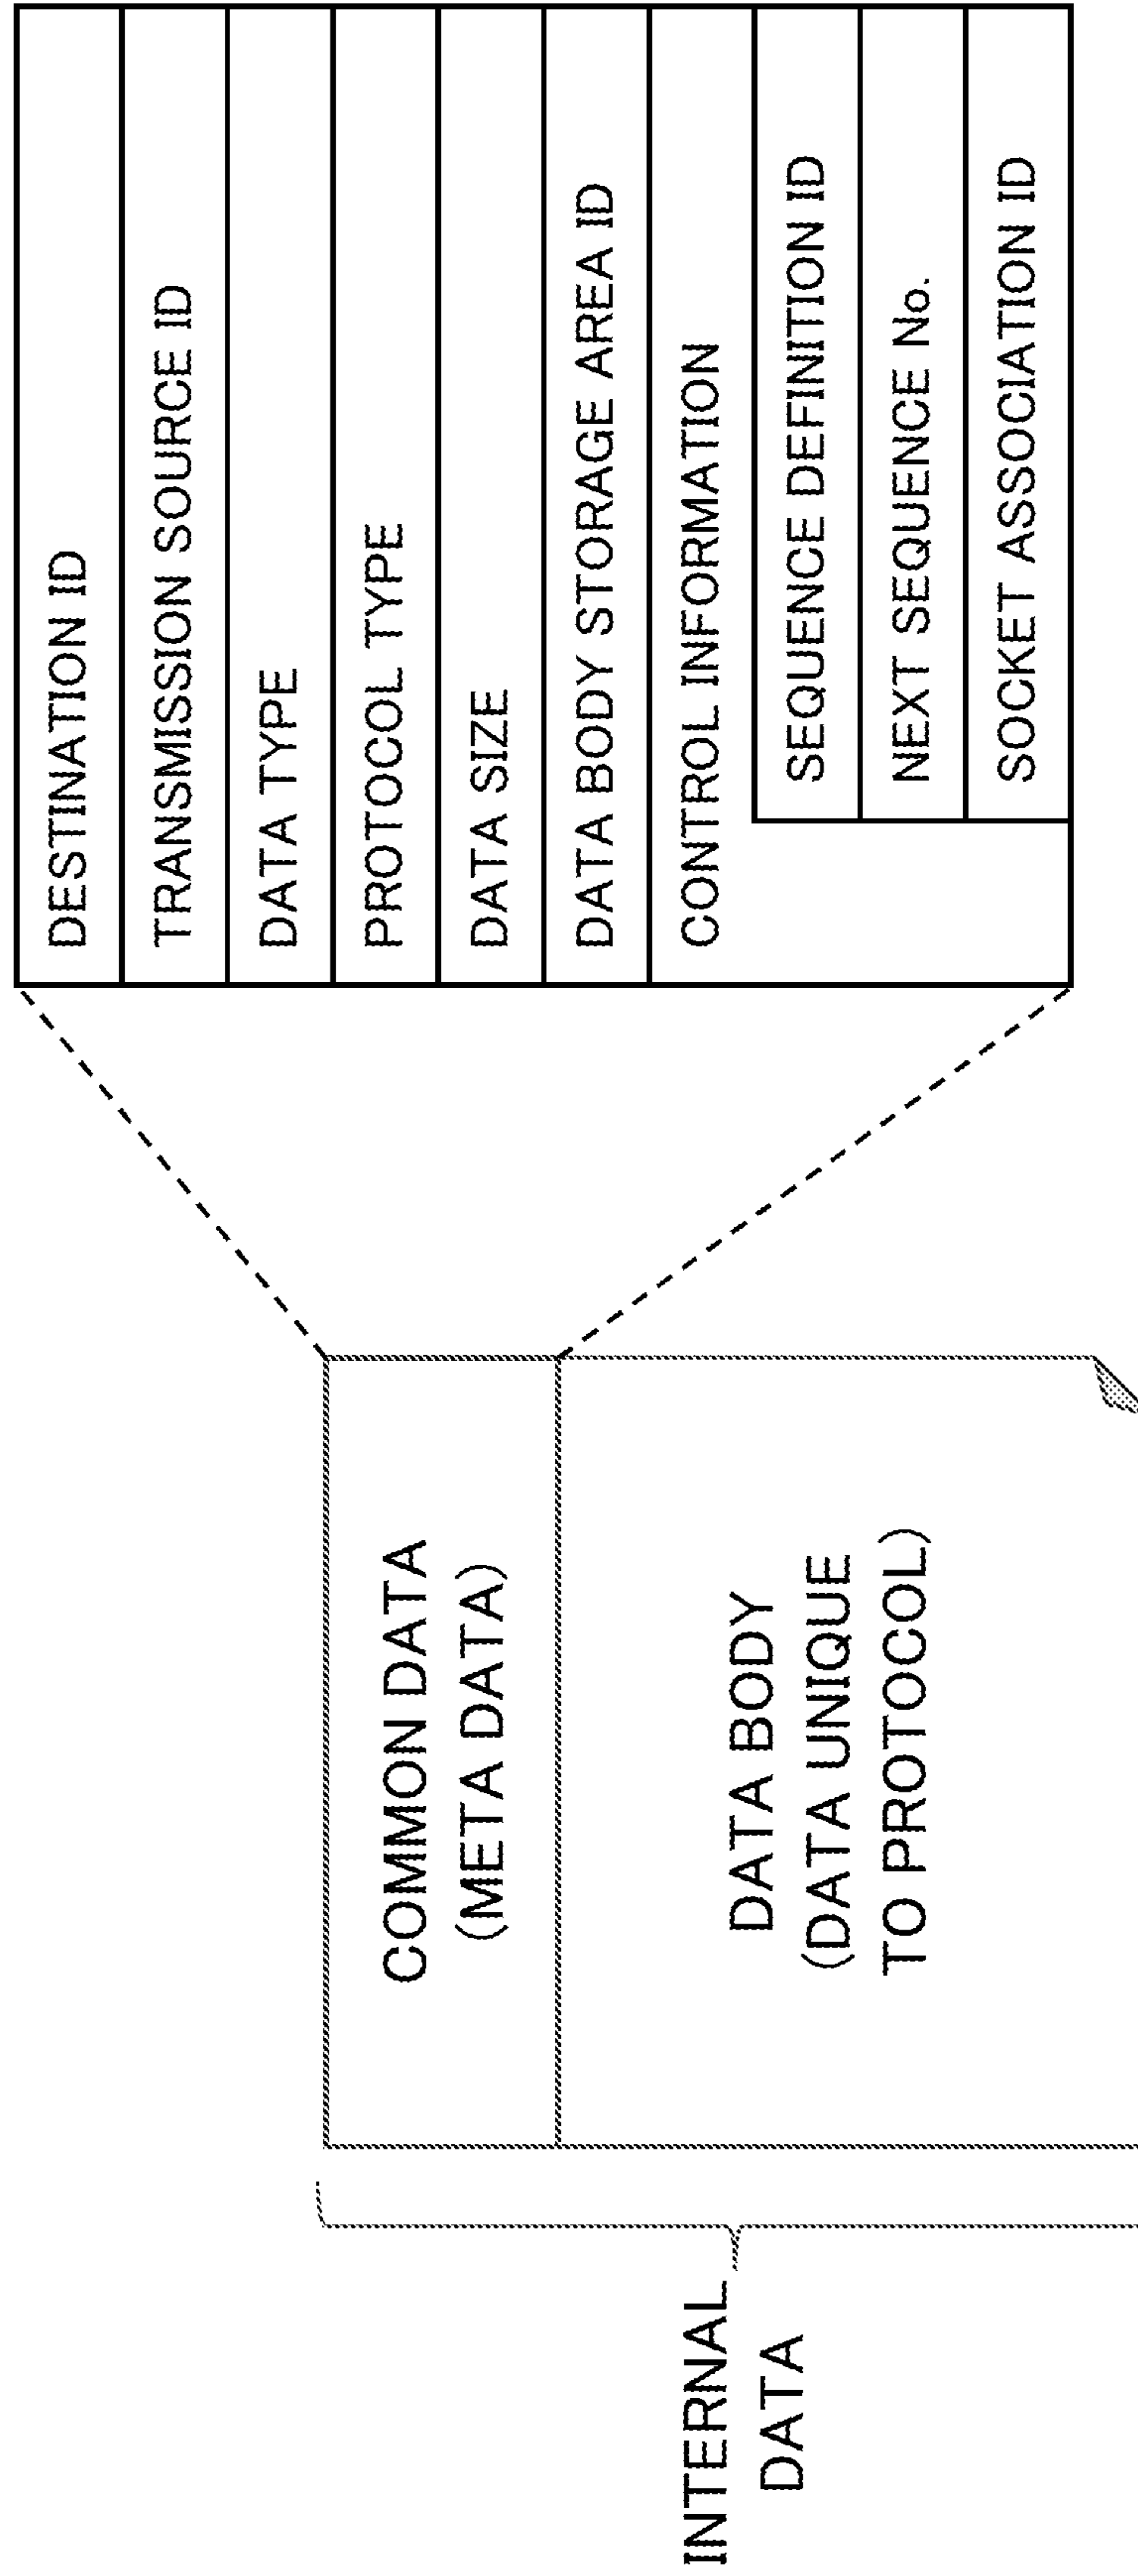 INTERNAL
DATA
COMMON DATA
(META DATA)
DATA BODY
(DATA UNIQUE
TO PROTOCOL)
DESTINATION ID
TRANSMISSION SOURCE ID
DATA TYPE
PROTOCOL TYPE
DATA SIZE
DATA BODY STORAGE AREA ID
CONTROL INFORMATION
SEQUENCE DEFINITION ID
NEXT SEQUENCE No.
SOCKET ASSOCIATION ID